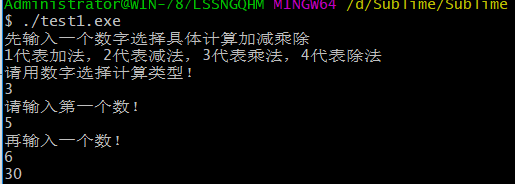 Administrator@WIN-787LSSNGQHM MINGW64 /d/SubTime/SubTime
$ ./test1.exe
先输入一个数字选择具体计算加减乘除
1代表加法，2代表减法，3代表乘法，4代表除法
请用数字选择计算类型！
3
请输入第一个数！
5
再输入一个数！
6
30